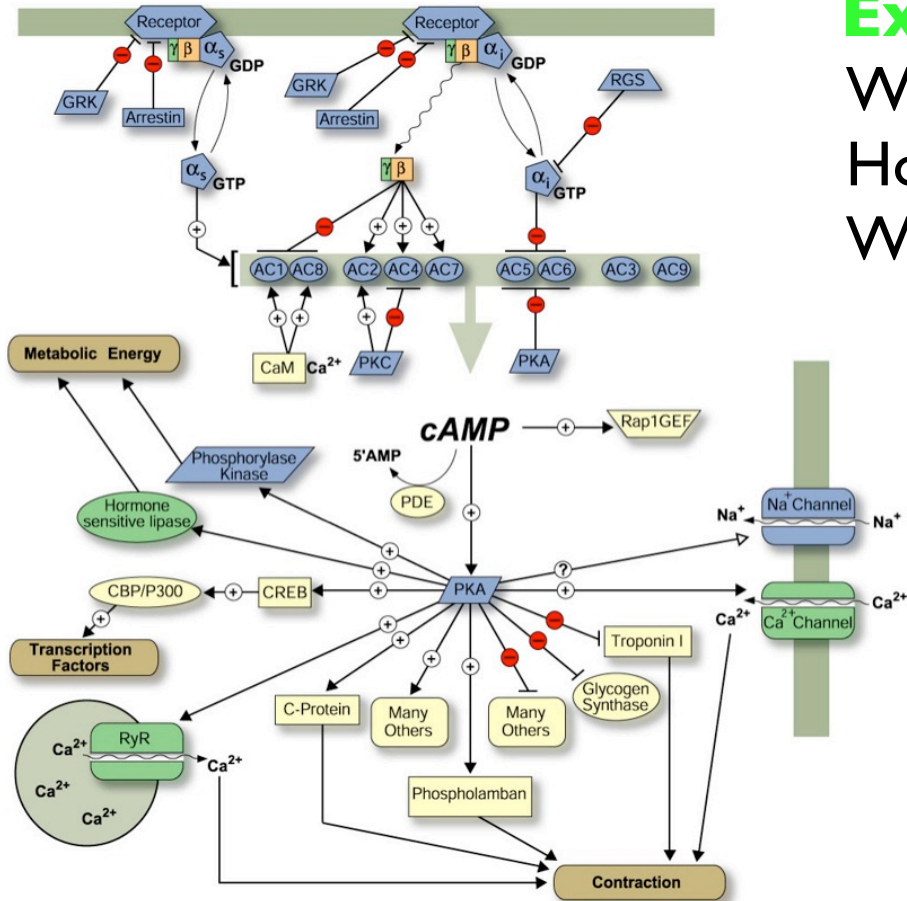 Receptor
γ β αs
GDP
GRK
Arrestin
αs
GTP
Receptor
γ β αi
GDP
GRK
Arrestin
γ β
RGS
αi
GTP
AC1 AC8 AC2 AC4 AC7 AC5 AC6 AC3 AC9
CaM Ca2+
PKC
PKA
Metabolic Energy
cAMP
Rap1GEF
5'AMP
PDE
Phosphorylase
Kinase
Hormone
sensitive lipase
Na+ Na+ Channel Na+
?
PKA
CBP/P300
CREB
Ca2+ Ca2+ Channel Ca2+
Transcription
Factors
Troponin I
C-Protein
Many
Others
Many
Others
Glycogen
Synthase
RyR
Ca2+
Ca2+
Ca2+
Ca2+
Phospholamban
Contraction
Ex
W
W